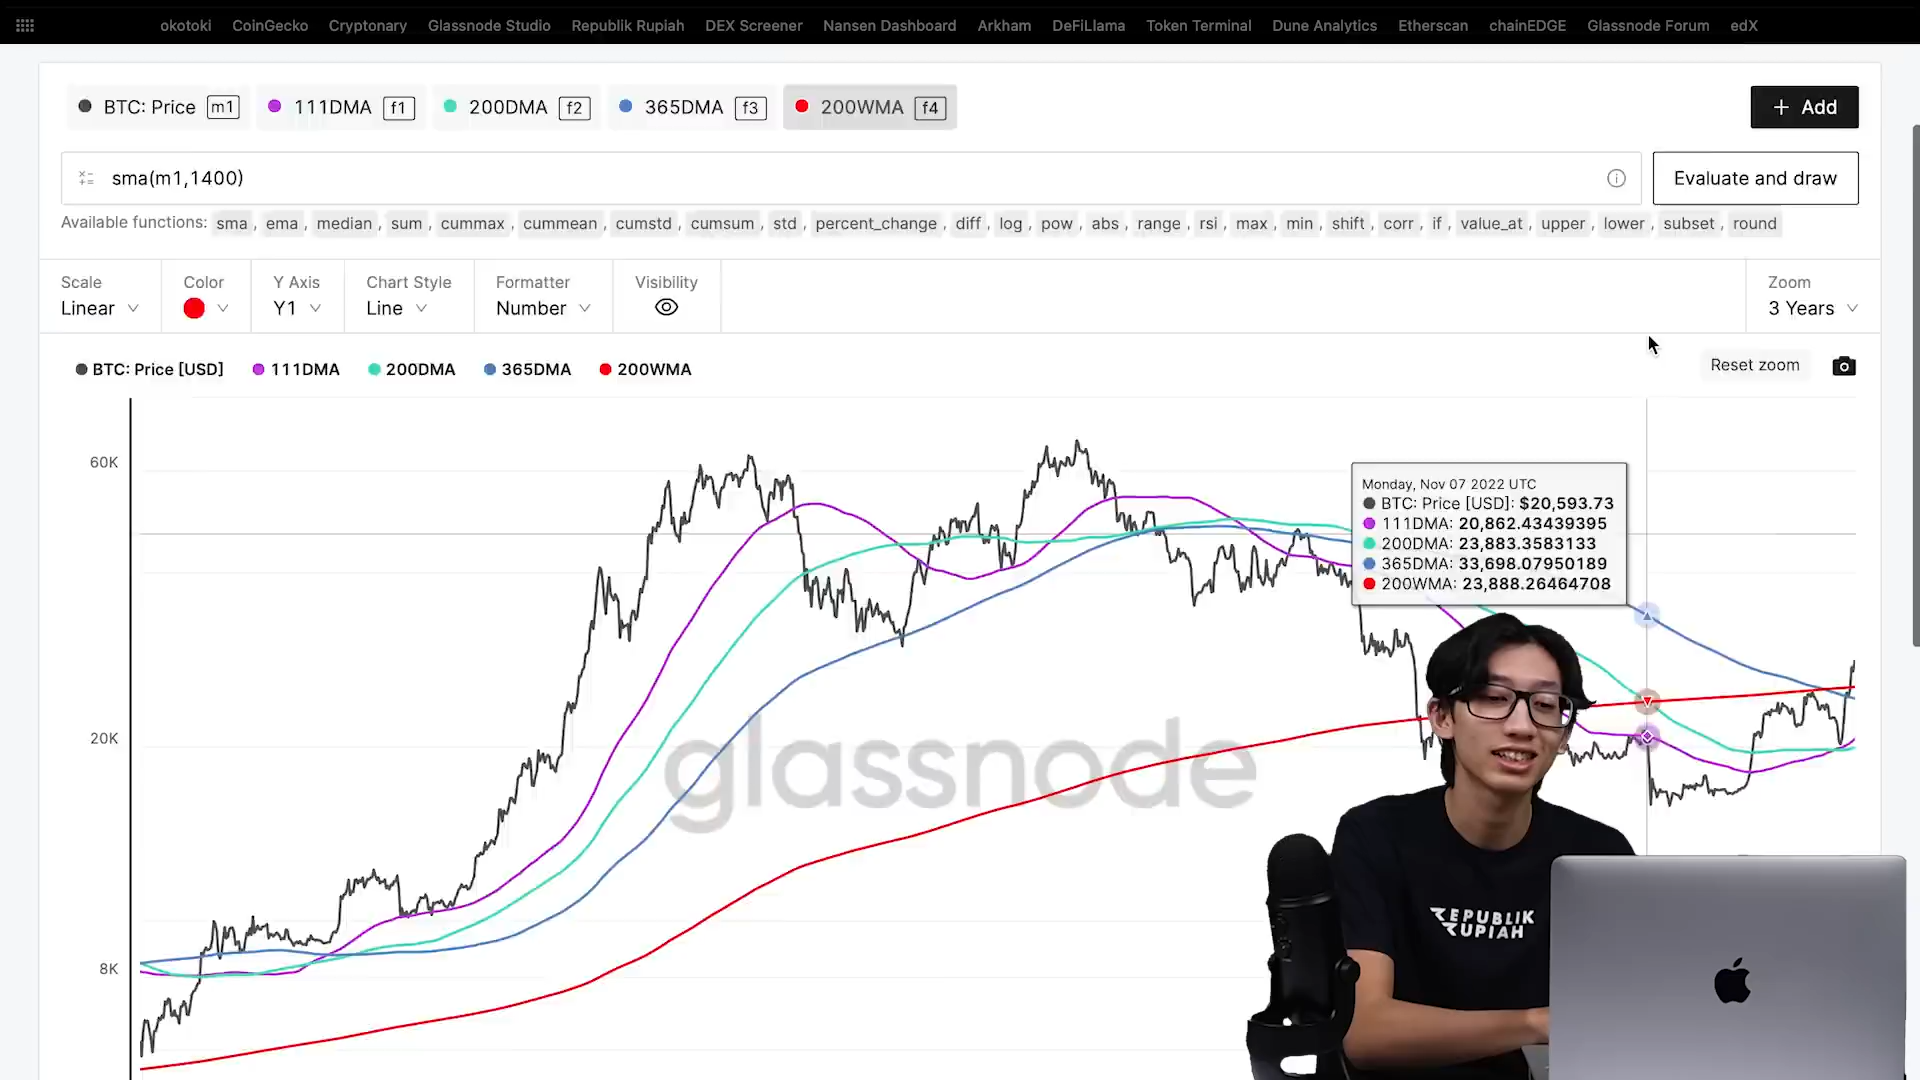 okotoki CoinGecko Cryptonary Glassnode Studio Republik Rupiah DEX Screener Nansen Dashboard Arkham DeFiLlama Token Terminal Dune Analytics Etherscan chainEDGE Glassnode Forum edX
BTC: Price m1 111DMA f1 200DMA f2 365DMA f3 200WMA f4 + Add
sma(m1,1400) Evaluate and draw
Available functions: sma , ema , median , sum , cummax , cummean , cumstd , cumsum , std , percent_change , diff , log , pow , abs , range , rsi , max , min , shift , corr , if , value_at , upper , lower , subset , round
Scale Color Y Axis Chart Style Formatter Visibility Zoom
Linear Y1 Line Number 3 Years
BTC: Price [USD] 111DMA 200DMA 365DMA 200WMA Reset zoom
60K
Monday, Nov 07 2022 UTC
BTC: Price [USD]: $20,593.73
111DMA: 20,862.43439395
200DMA: 23,883.3583133
365DMA: 33,698.07950189
200WMA: 23,888.26464708
20K
glassnode
REPUBLIK
RUPIAH
8K